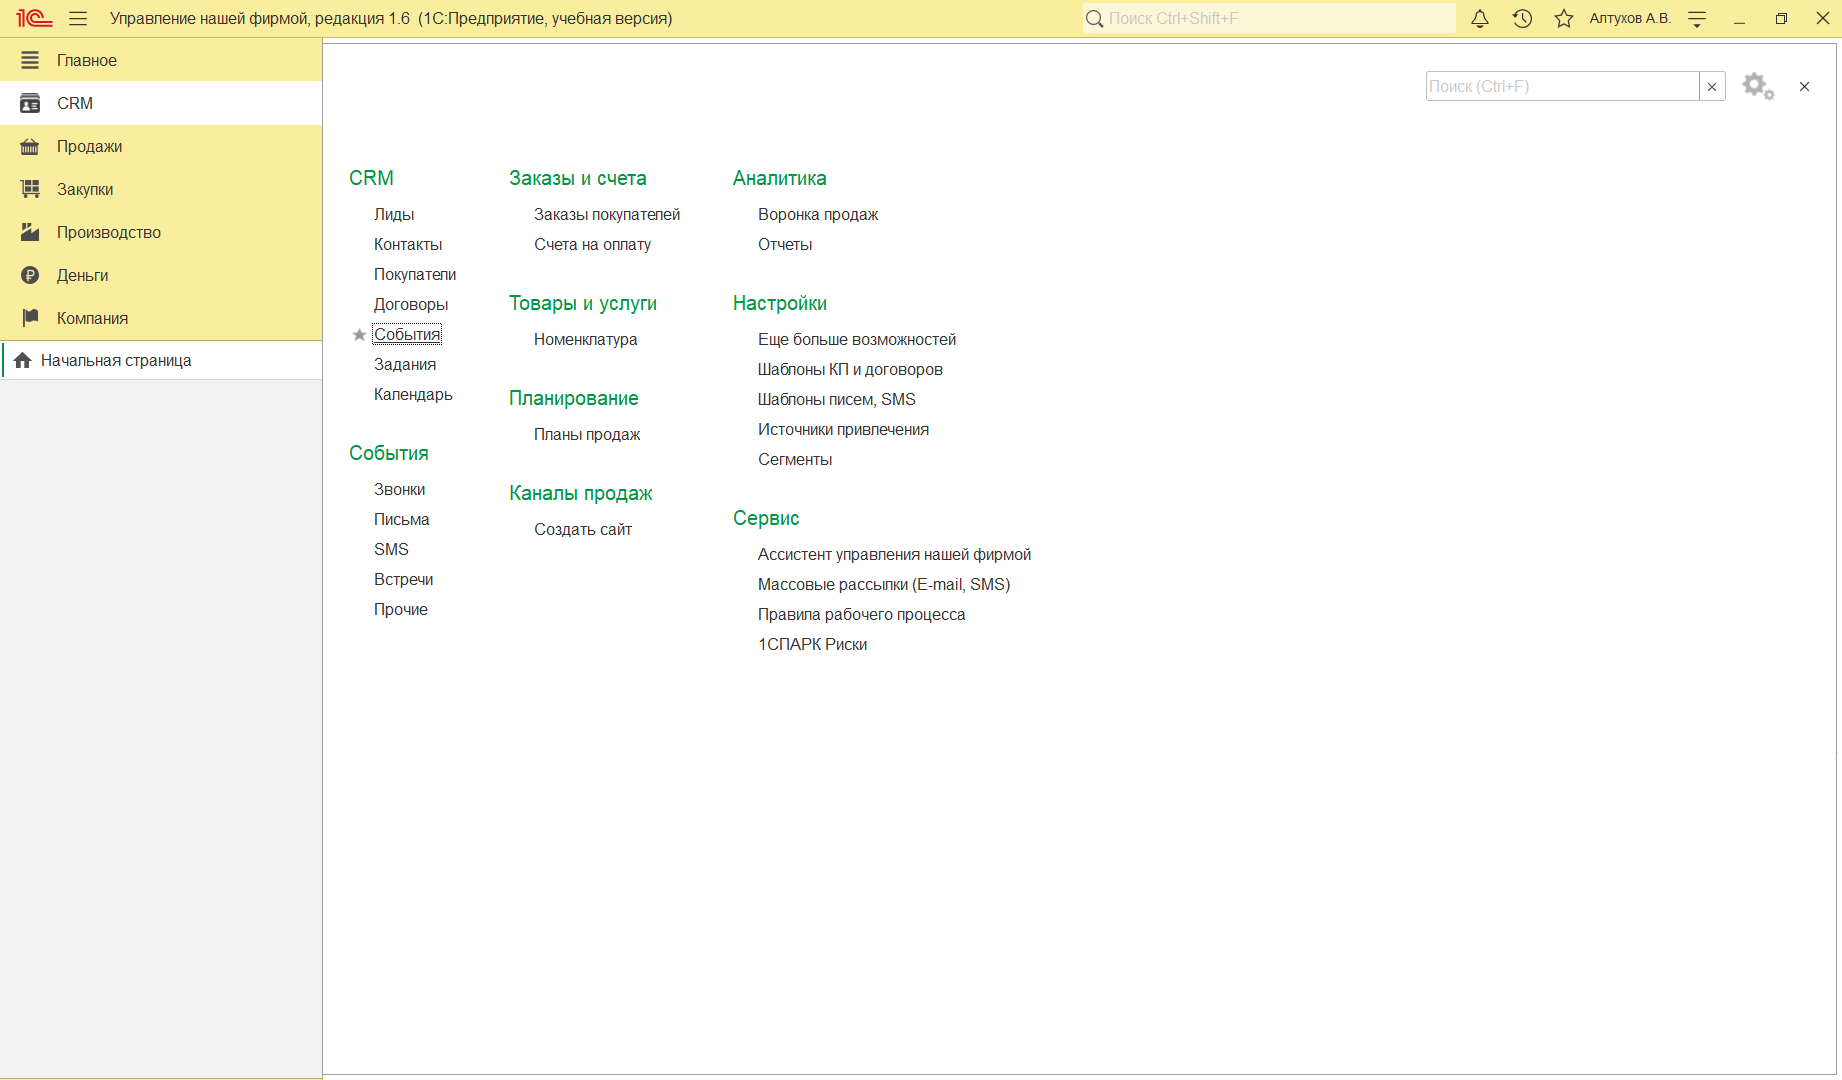 1С Управление нашей фирмой, редакция 1.6 (1С:Предприятие, учебная версия) Поиск Ctrl+Shift+F Алтухов А.В.
Главное
CRM
Продажи
Закупки
Производство
Деньги
Компания
Начальная страница
Поиск (Ctrl+F)
CRM
Лиды
Контакты
Покупатели
Договоры
События
Задания
Календарь
События
Звонки
Письма
SMS
Встречи
Прочие
Заказы и счета
Заказы покупателей
Счета на оплату
Товары и услуги
Номенклатура
Планирование
Планы продаж
Каналы продаж
Создать сайт
Аналитика
Воронка продаж
Отчеты
Настройки
Еще больше возможностей
Шаблоны КП и договоров
Шаблоны писем, SMS
Источники привлечения
Сегменты
Сервис
Ассистент управления нашей фирмой
Массовые рассылки (E-mail, SMS)
Правила рабочего процесса
1СПАРК Риски